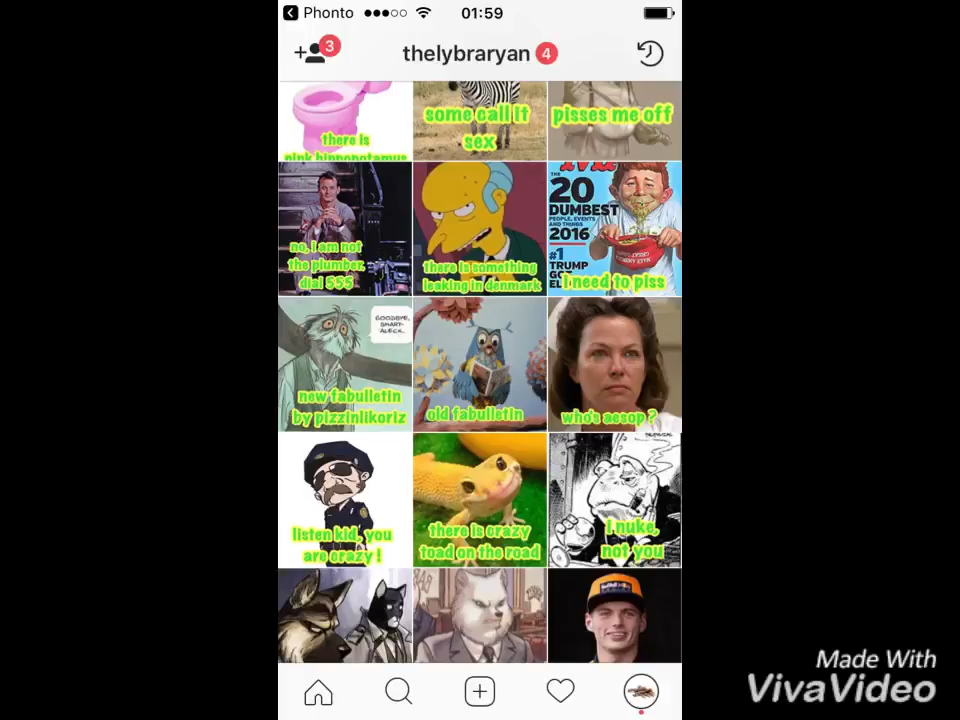 Phonto
01:59
3
thelybraryan 4
there is
pink hippopotamus
some call it
sex
pisses me off
no, i am not
the plumber,
dial 555
there is something
leaking in denmark
THE
20
DUMBEST
PEOPLE, EVENTS
AND THINGS
2016
#1
TRUMP
I need to piss
GOODBYE,
SMART-
ALECK.
new fabulletin
by pizzinlikoriz
old fabulletin
who's aesop ?
listen kid, you
are crazy !
there is crazy
toad on the road
i nuke,
not you
Made With
VivaVideo